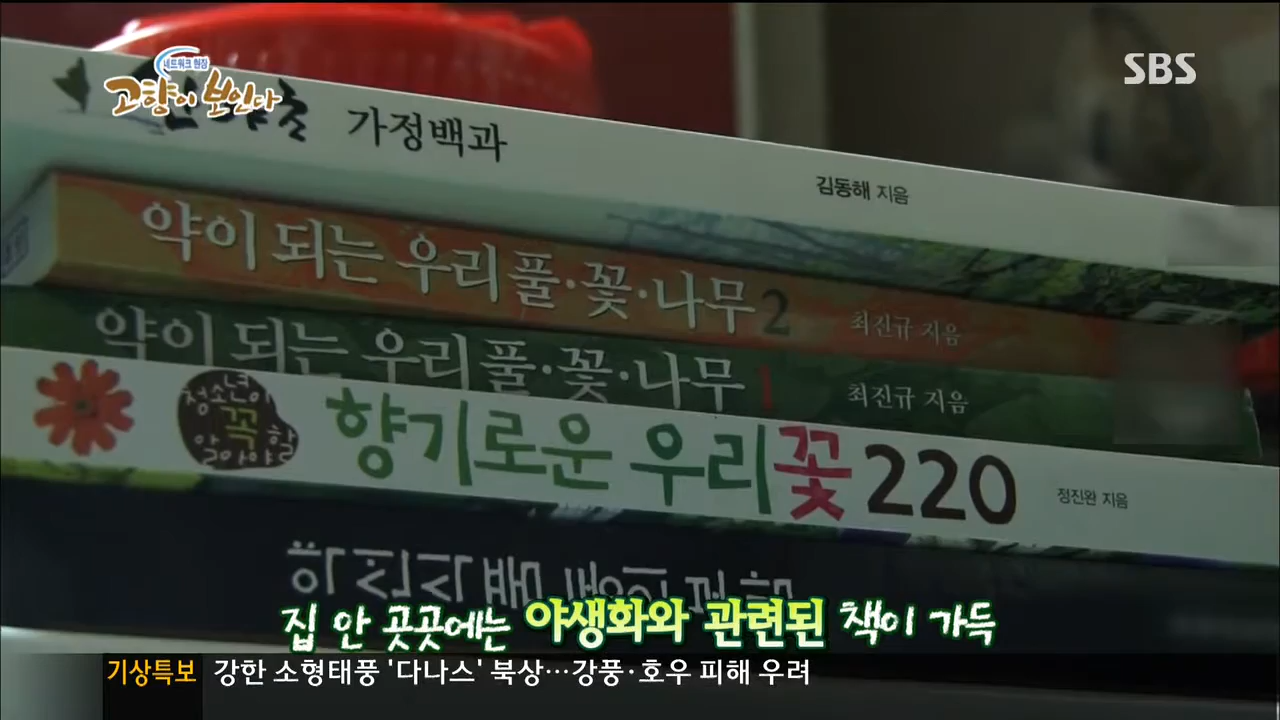 네트워크 현장
고향이 보인다
SBS
가정백과
김동해 지음
약이 되는 우리 풀·꽃·나무 2
최진규 지음
약이 되는 우리 풀·꽃·나무 1
최진규 지음
청소년이
꼭
알아야 할
향기로운 우리 꽃 220
정진완 지음
집 안 곳곳에는 야생화와 관련된 책이 가득
기상특보 강한 소형태풍 '다나스' 북상…강풍·호우 피해 우려